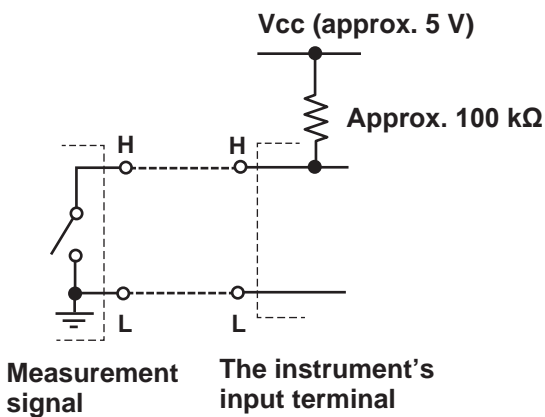 Vcc (approx. 5 V)
Approx. 100 kΩ
H
H
L
L
Measurement
signal
The instrument's
input terminal